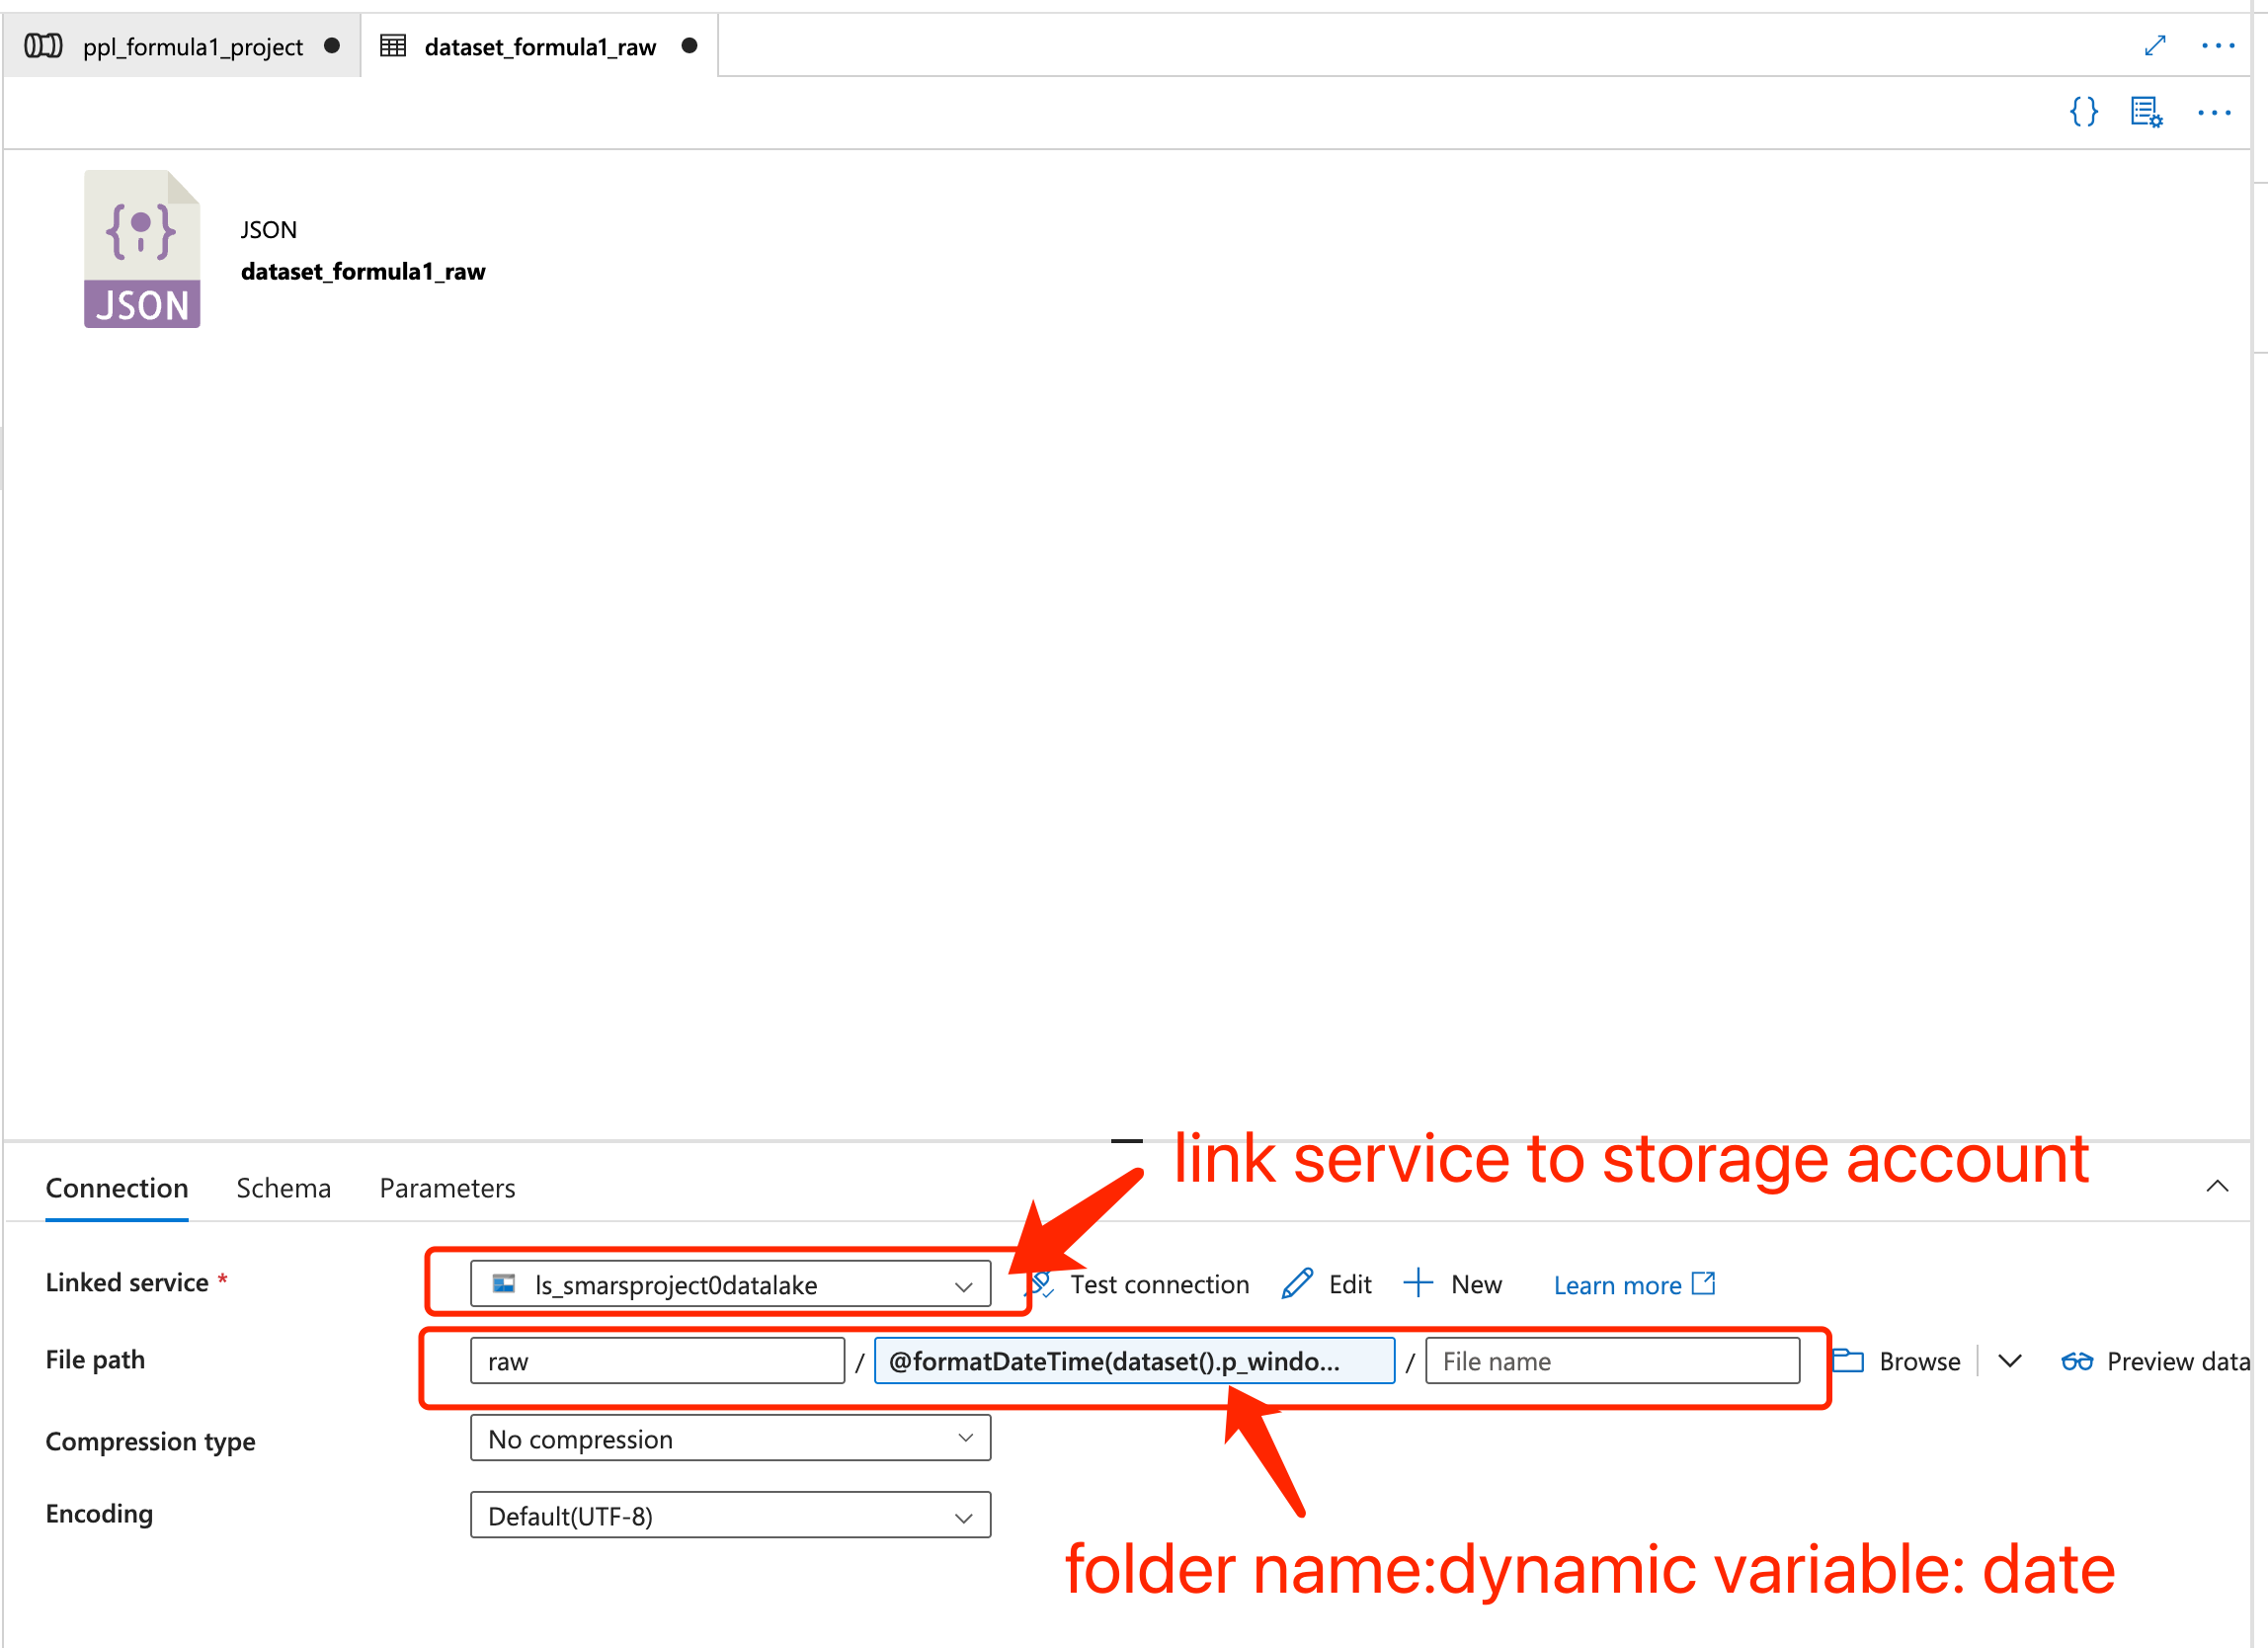 ppl_formula1_project
dataset_formula1_raw
JSON
dataset_formula1_raw
JSON
link service to storage account
Connection Schema Parameters
Linked service * ls_smarsproject0datalake Test connection Edit New Learn more
File path raw / @formatDateTime(dataset().p_windo... / File name Browse Preview data
Compression type No compression
Encoding Default(UTF-8)
folder name:dynamic variable: date